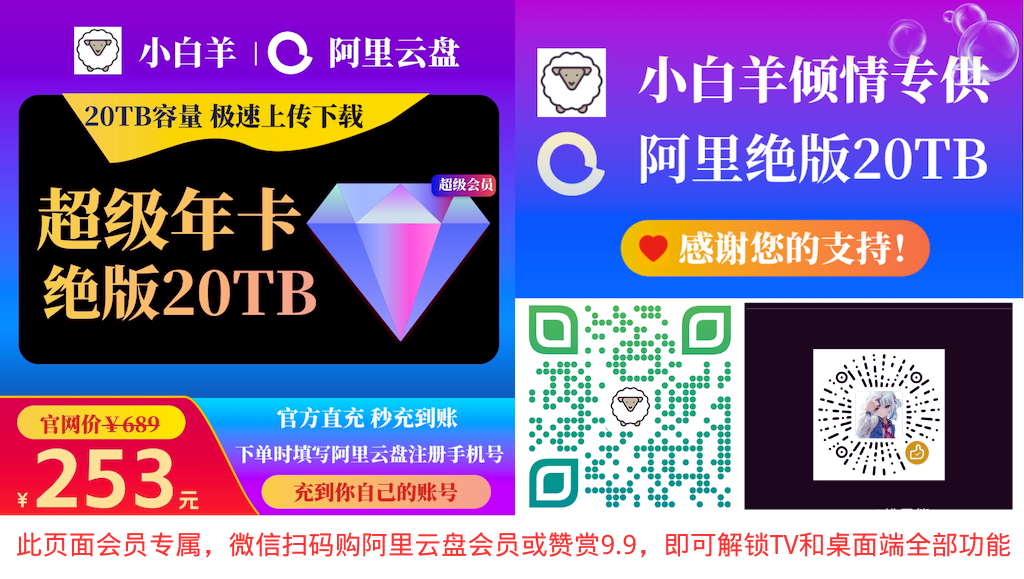 小白羊 | 阿里云盘
20TB容量 极速上传下载
超级会员
超级年卡
绝版20TB
官网价￥689
￥253元
官方直充 秒充到账
下单时填写阿里云盘注册手机号
充到你自己的账号
小白羊倾情专供
阿里绝版20TB
感谢您的支持！
此页面会员专属，微信扫码购阿里云盘会员或赞赏9.9，即可解锁TV和桌面端全部功能